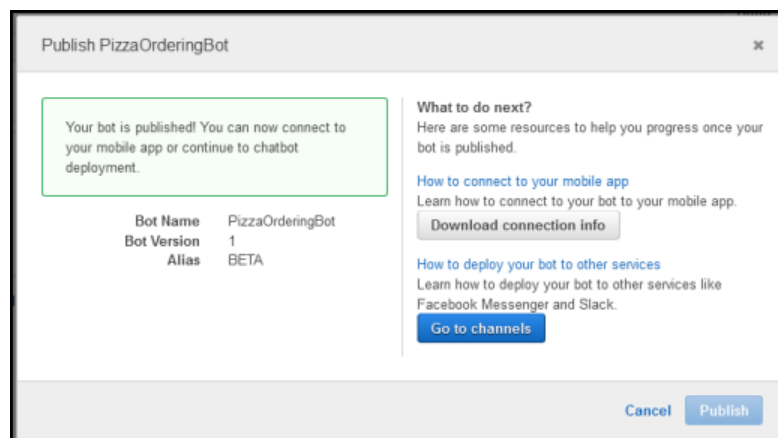 Publish PizzaOrderingBot
×
Your bot is published! You can now connect to
your mobile app or continue to chatbot
deployment.
Bot Name PizzaOrderingBot
Bot Version 1
Alias BETA
What to do next?
Here are some resources to help you progress once your
bot is published.
How to connect to your mobile app
Learn how to connect to your bot to your mobile app.
Download connection info
How to deploy your bot to other services
Learn how to deploy your bot to other services like
Facebook Messenger and Slack.
Go to channels
Cancel Publish